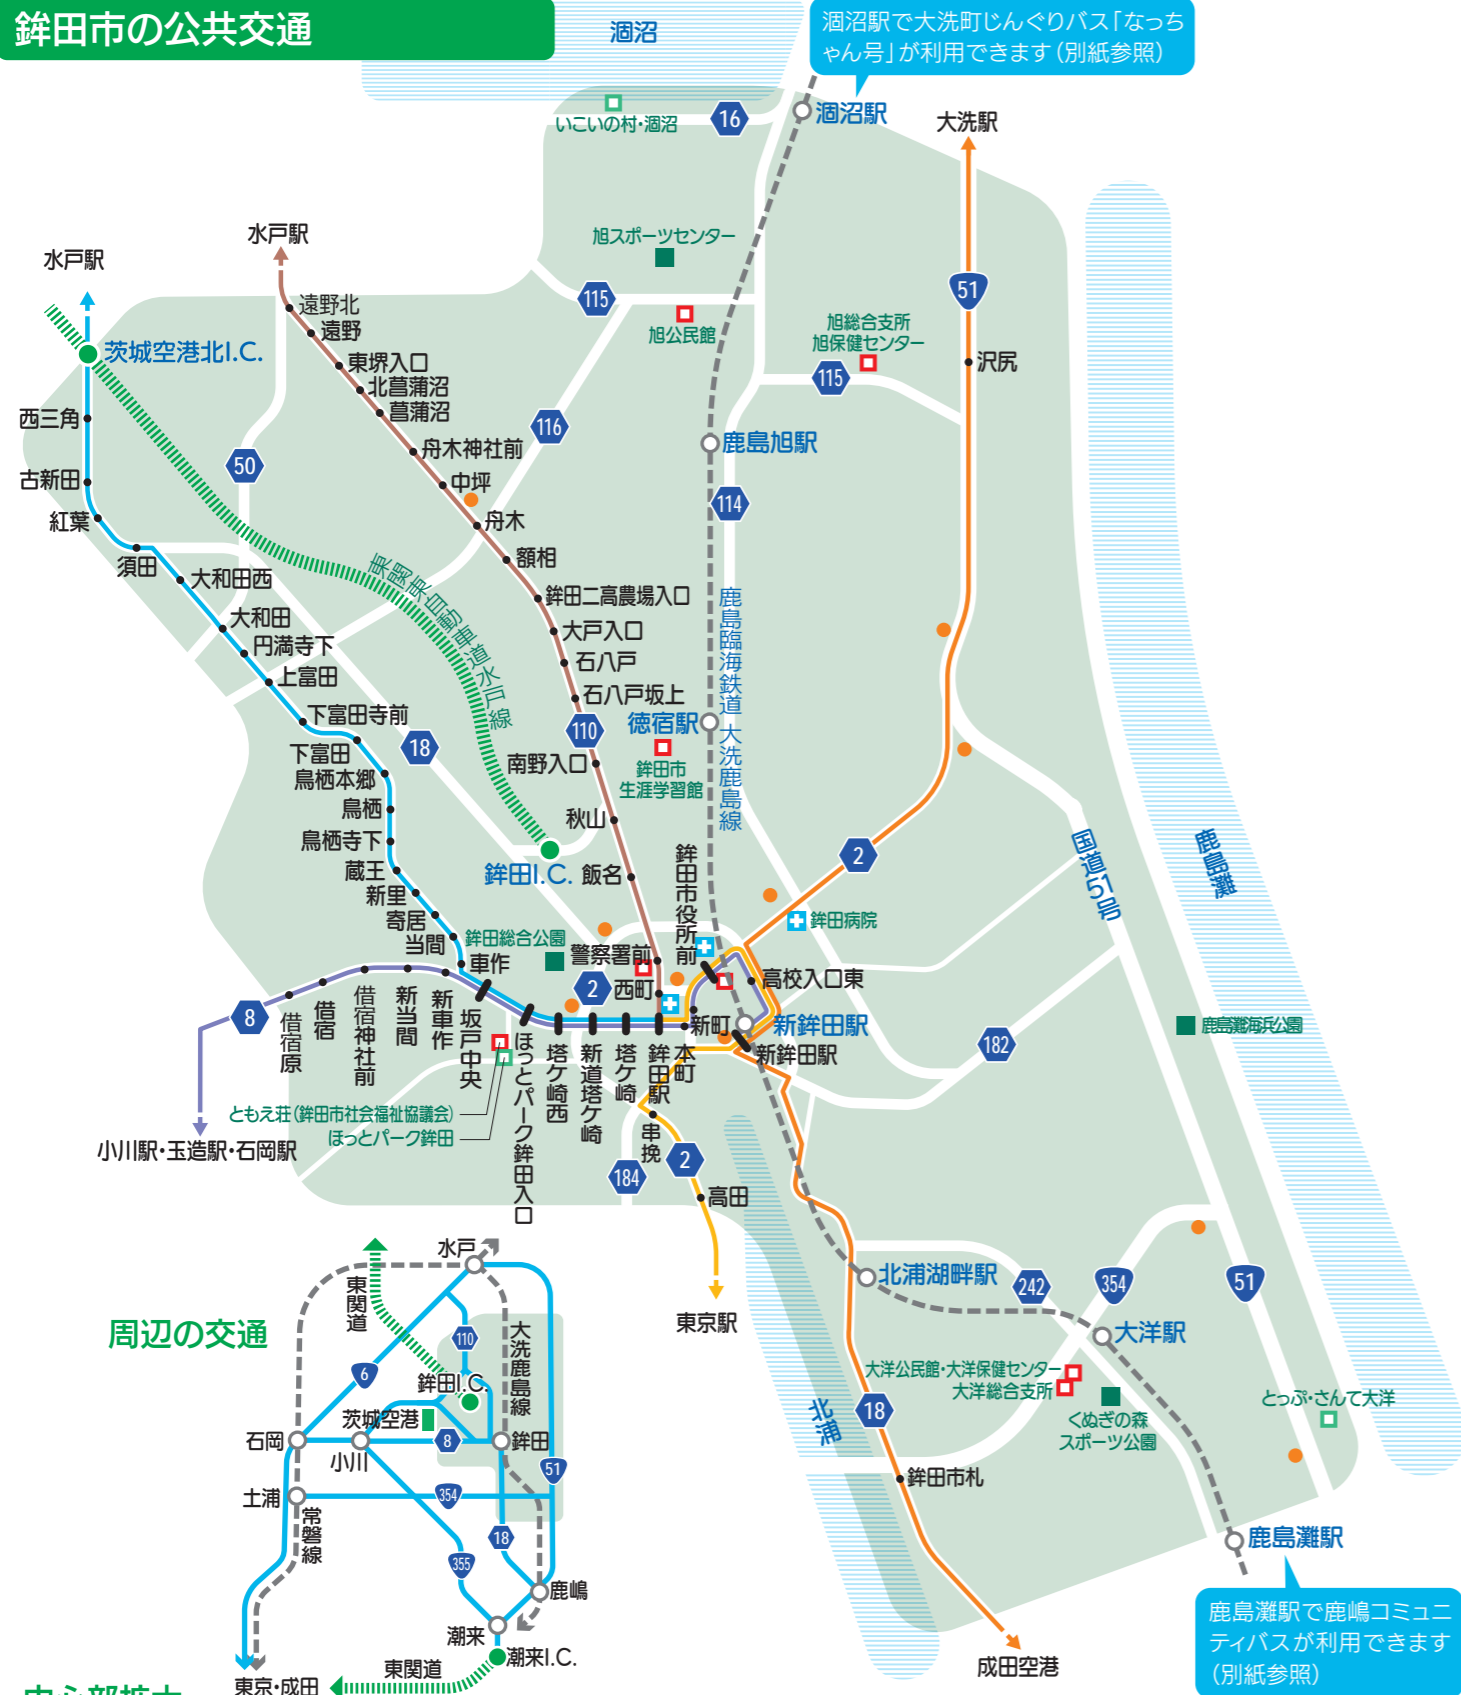 鉾田市の公共交通
涸沼
涸沼駅で大洗町じんぐりバス「なっち
ゃん号」が利用できます(別紙参照)
いこいの村・涸沼
16
涸沼駅
大洗駅
水戸駅
水戸駅
旭スポーツセンター
115
旭公民館
51
旭総合支所
旭保健センター
115
沢尻
茨城空港北I.C.
遠野北
遠野
東堺入口
北菖蒲沼
菖蒲沼
舟木神社前
中坪
舟木
額相
鉾田二高農場入口
大戸入口
石八戸
石八戸坂上
110
南野入口
秋山
飯名
警察署前
西町
西三角
古新田
紅葉
須田
大和田西
大和田
円満寺下
上富田
下富田寺前
下富田
鳥栖本郷
鳥栖
鳥栖寺下
蔵王
新里
寄居
当間
車作
50
116
18
東関東自動車道水戸線
鹿島旭駅
114
鹿島臨海鉄道 大洗鹿島線
徳宿駅
鉾田市
生涯学習館
鉾田I.C.
鉾田市役所前
2
鉾田病院
国道51号
鹿島灘
鉾田総合公園
2
高校入口東
新鉾田駅
新鉾田駅
新町
本町
鉾田駅
塔ケ崎
新道塔ケ崎
塔ケ崎西
ほっとパーク鉾田入口
坂戸中央
新車作
新当間
借宿神社前
借宿
借宿原
8
小川駅・玉造駅・石岡駅
ともえ荘(鉾田市社会福祉協議会)
ほっとパーク鉾田
182
鹿島灘海浜公園
串挽
184
2
高田
東京駅
北浦湖畔駅
242
354
51
大洋駅
大洋公民館・大洋保健センター
大洋総合支所
くぬぎの森
スポーツ公園
とっぷ・さんて大洋
北浦
18
鉾田市札
成田空港
鹿島灘駅
鹿島灘駅で鹿嶋コミュニ
ティバスが利用できます
(別紙参照)
周辺の交通
水戸
東関道
110
大洗鹿島線
6
鉾田I.C.
茨城空港
石岡
小川
8
鉾田
51
土浦
354
常磐線
18
355
鹿嶋
潮来
潮来I.C.
東関道
東京・成田
中心部拡大